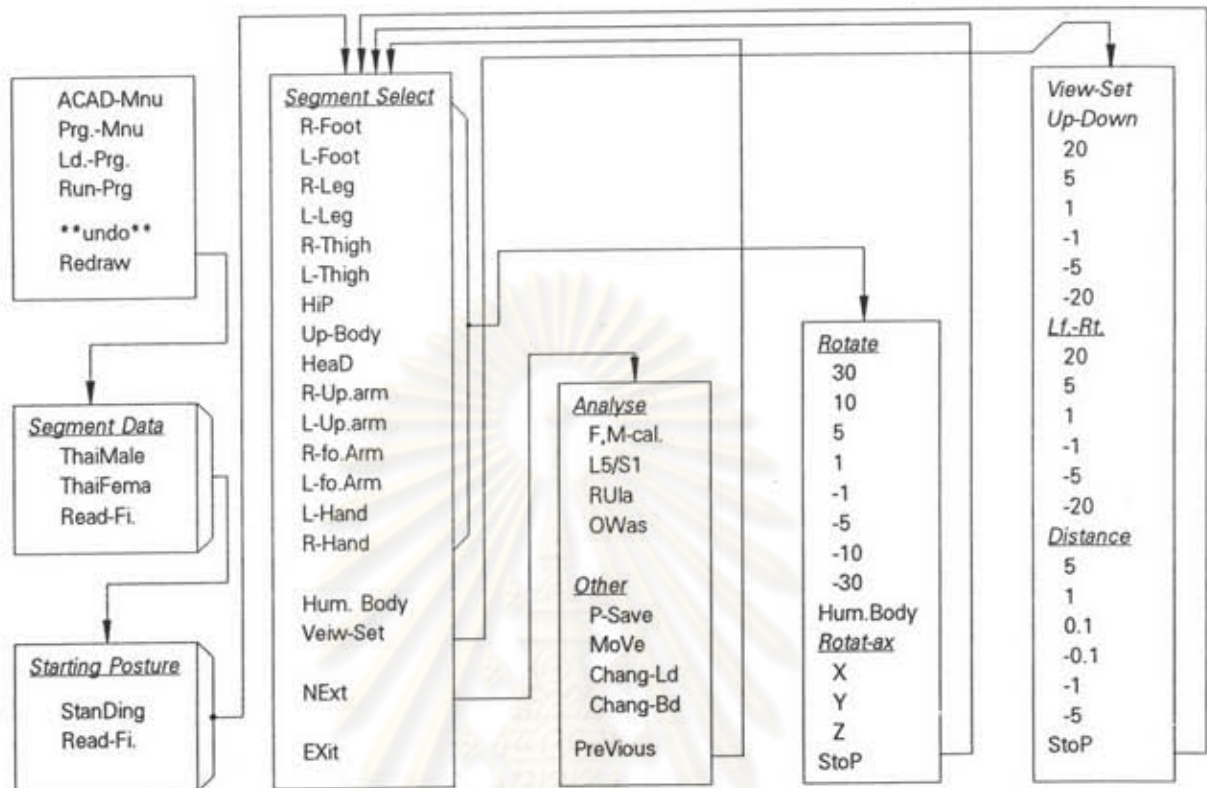 ACAD-Mnu
Prg.-Mnu
Ld.-Prg.
Run-Prg
**undo**
Redraw
Segment Data
ThaiMale
ThaiFema
Read-Fi.
Starting Posture
StanDing
Read-Fi.
Segment Select
R-Foot
L-Foot
R-Leg
L-Leg
R-Thigh
L-Thigh
HiP
Up-Body
HeaD
R-Up.arm
L-Up.arm
R-fo.Arm
L-fo.Arm
L-Hand
R-Hand
Hum. Body
Veiw-Set
NExt
EXit
Analyse
F,M-cal.
L5/S1
RUla
OWas
Other
P-Save
MoVe
Chang-Ld
Chang-Bd
PreVious
Rotate
30
10
5
1
-1
-5
-10
-30
Hum.Body
Rotat-ax
X
Y
Z
StoP
View-Set
Up-Down
20
5
1
-1
-5
-20
Lf.-Rt.
20
5
1
-1
-5
-20
Distance
5
1
0.1
-0.1
-1
-5
StoP